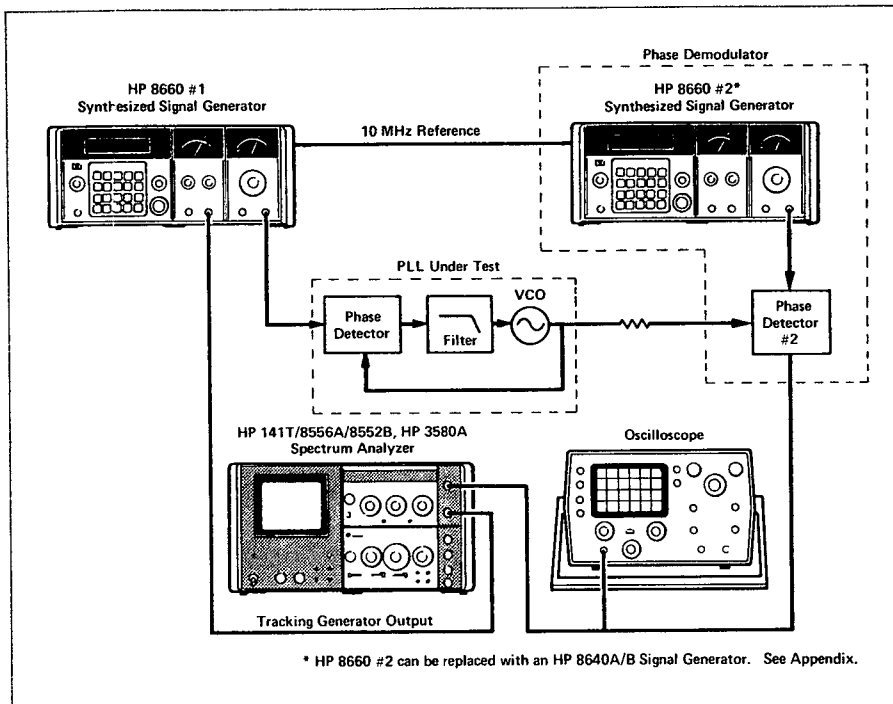 Phase Demodulator
HP 8660 #1
Synthesized Signal Generator
HP 8660 #2*
Synthesized Signal Generator
10 MHz Reference
PLL Under Test
VCO
Phase
Detector
Filter
Phase
Detector
#2
HP 141T/8556A/8552B, HP 3580A
Spectrum Analyzer
Oscilloscope
Tracking Generator Output
* HP 8660 #2 can be replaced with an HP 8640A/B Signal Generator. See Appendix.